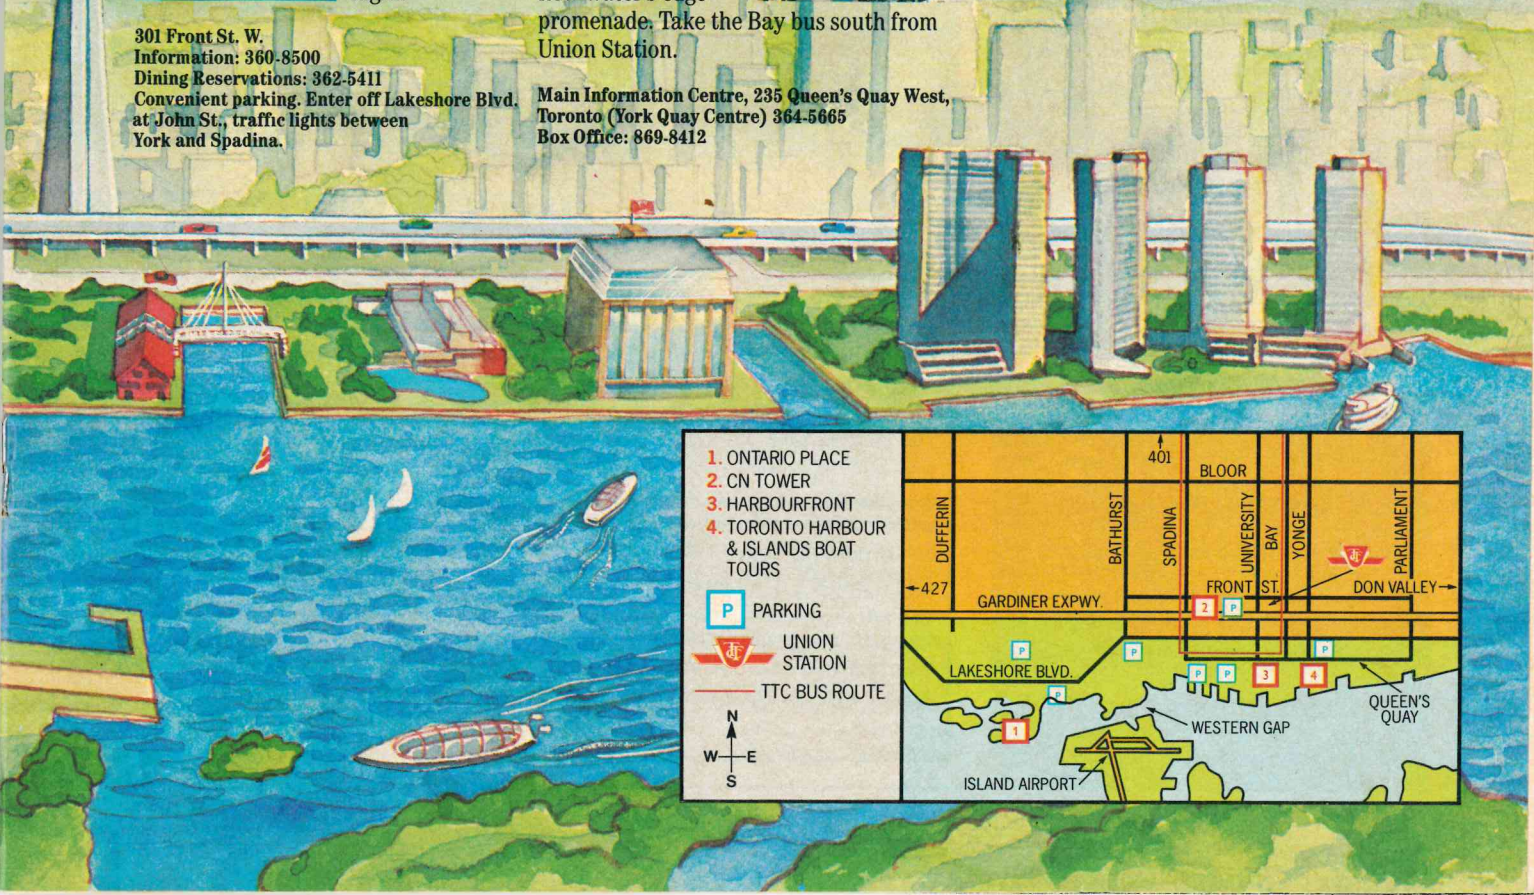 301 Front St. W.
Information: 360-8500
Dining Reservations: 362-5411
Convenient parking. Enter off Lakeshore Blvd.
at John St., traffic lights between
York and Spadina.
promenade. Take the Bay bus south from
Union Station.
Main Information Centre, 235 Queen's Quay West,
Toronto (York Quay Centre) 364-5665
Box Office: 869-8412
1. ONTARIO PLACE
2. CN TOWER
3. HARBOURFRONT
4. TORONTO HARBOUR
& ISLANDS BOAT
TOURS
P PARKING
UNION
STATION
TTC BUS ROUTE
N
W E
S
401
BLOOR
DUFFERIN
BATHURST
SPADINA
UNIVERSITY
BAY
YONGE
PARLIAMENT
427
FRONT ST.
DON VALLEY
GARDINER EXPWY.
2 P
P
P
P
LAKESHORE BLVD.
P
P
P
3
4
QUEEN'S
QUAY
WESTERN GAP
1
ISLAND AIRPORT